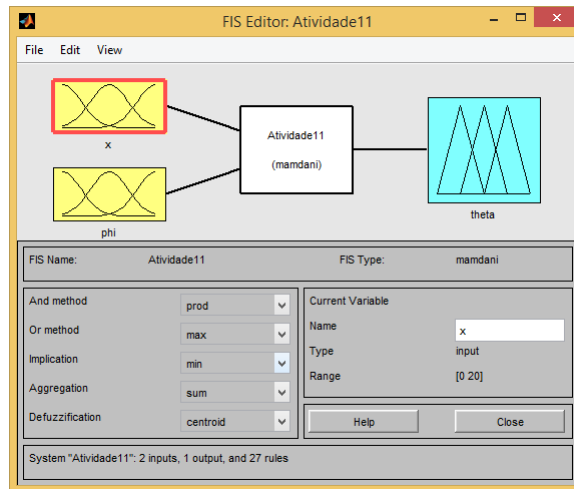 FIS Editor: Atividade11
File Edit View
x
phi
Atividade11
(mamdani)
theta
FIS Name: Atividade11 FIS Type: mamdani
And method prod
Or method max
Implication min
Aggregation sum
Defuzzification centroid
Current Variable
Name x
Type input
Range [0 20]
Help Close
System "Atividade11": 2 inputs, 1 output, and 27 rules